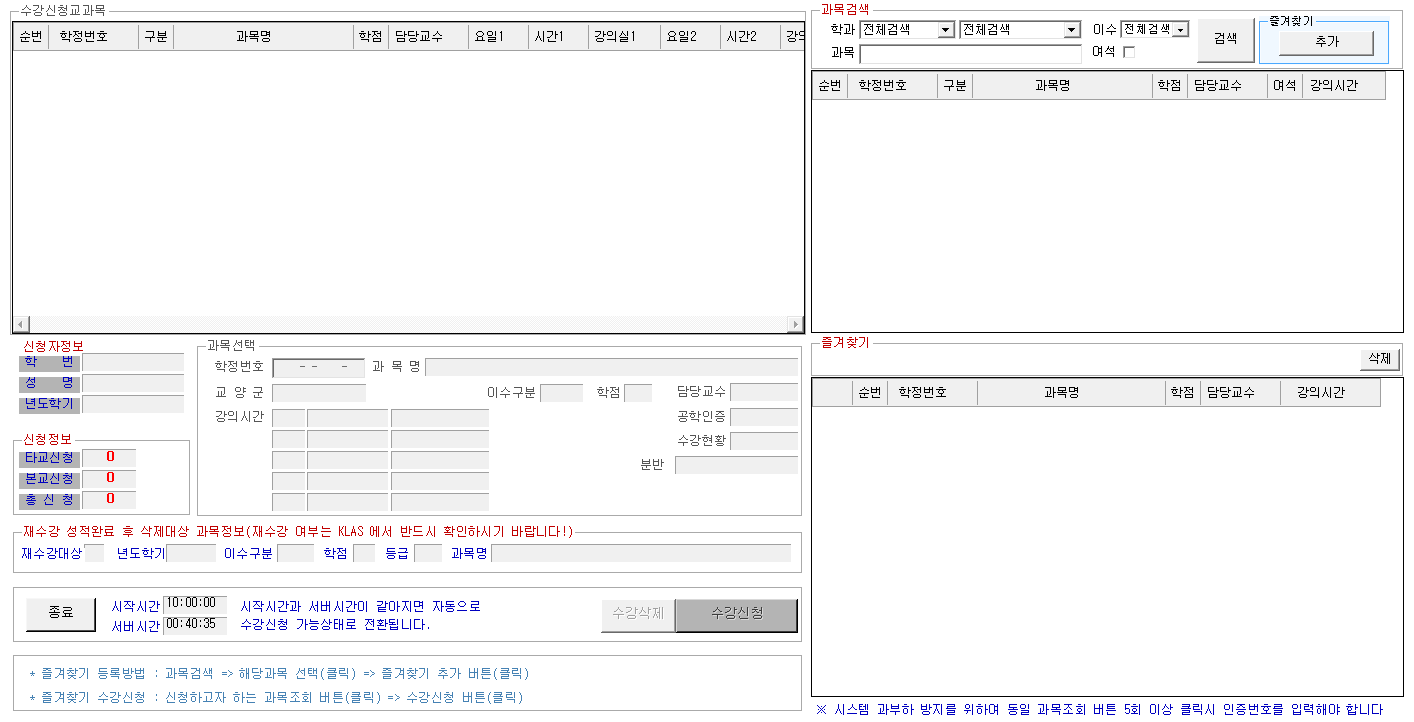 수강신청교과목
순번 학정번호 구분 과목명 학점 담당교수 요일1 시간1 강의실1 요일2 시간2
신청자정보
학 번
성 명
년도학기
신청정보
타교신청 0
본교신청 0
총 신 청 0
과목선택
학정번호 -- - 과 목 명
교 양 군 이수구분 학점 담당교수
강의시간 공학인증
수강현황
분반
재수강 성적완료 후 삭제대상 과목정보(재수강 여부는 KLAS에서 반드시 확인하시기 바랍니다!)
재수강대상 년도학기 이수구분 학점 등급 과목명
종료 시작시간 10:00:00 시작시간과 서버시간이 같아지면 자동으로
서버시간 00:40:35 수강신청 가능상태로 전환됩니다.
수강삭제 수강신청
* 즐겨찾기 등록방법 : 과목검색 => 해당과목 선택(클릭) => 즐겨찾기 추가 버튼(클릭)
* 즐겨찾기 수강신청 : 신청하고자 하는 과목조회 버튼(클릭) => 수강신청 버튼(클릭)
과목검색
학과 전체검색 전체검색 이수 전체검색 검색 즐겨찾기
과목 여석 추가
순번 학정번호 구분 과목명 학점 담당교수 여석 강의시간
즐겨찾기
삭제
순번 학정번호 과목명 학점 담당교수 강의시간
※ 시스템 과부하 방지를 위하여 동일 과목조회 버튼 5회 이상 클릭시 인증번호를 입력해야 합니다